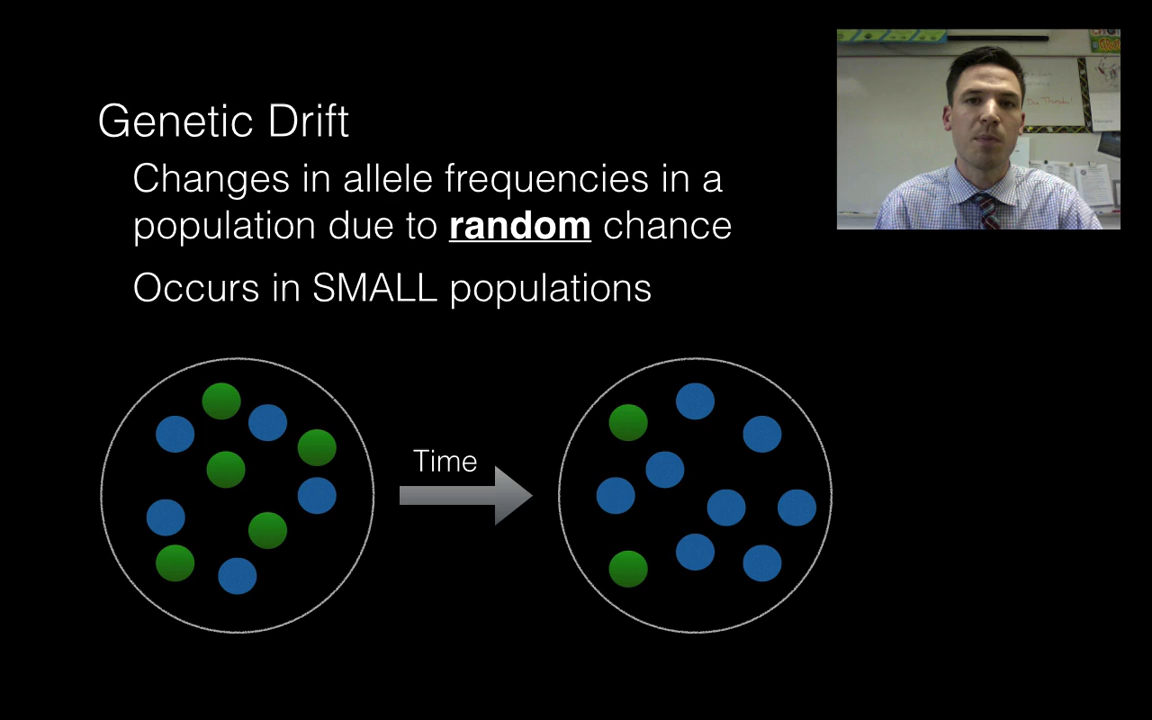 Genetic Drift
Changes in allele frequencies in a
population due to random chance
Occurs in SMALL populations
Time